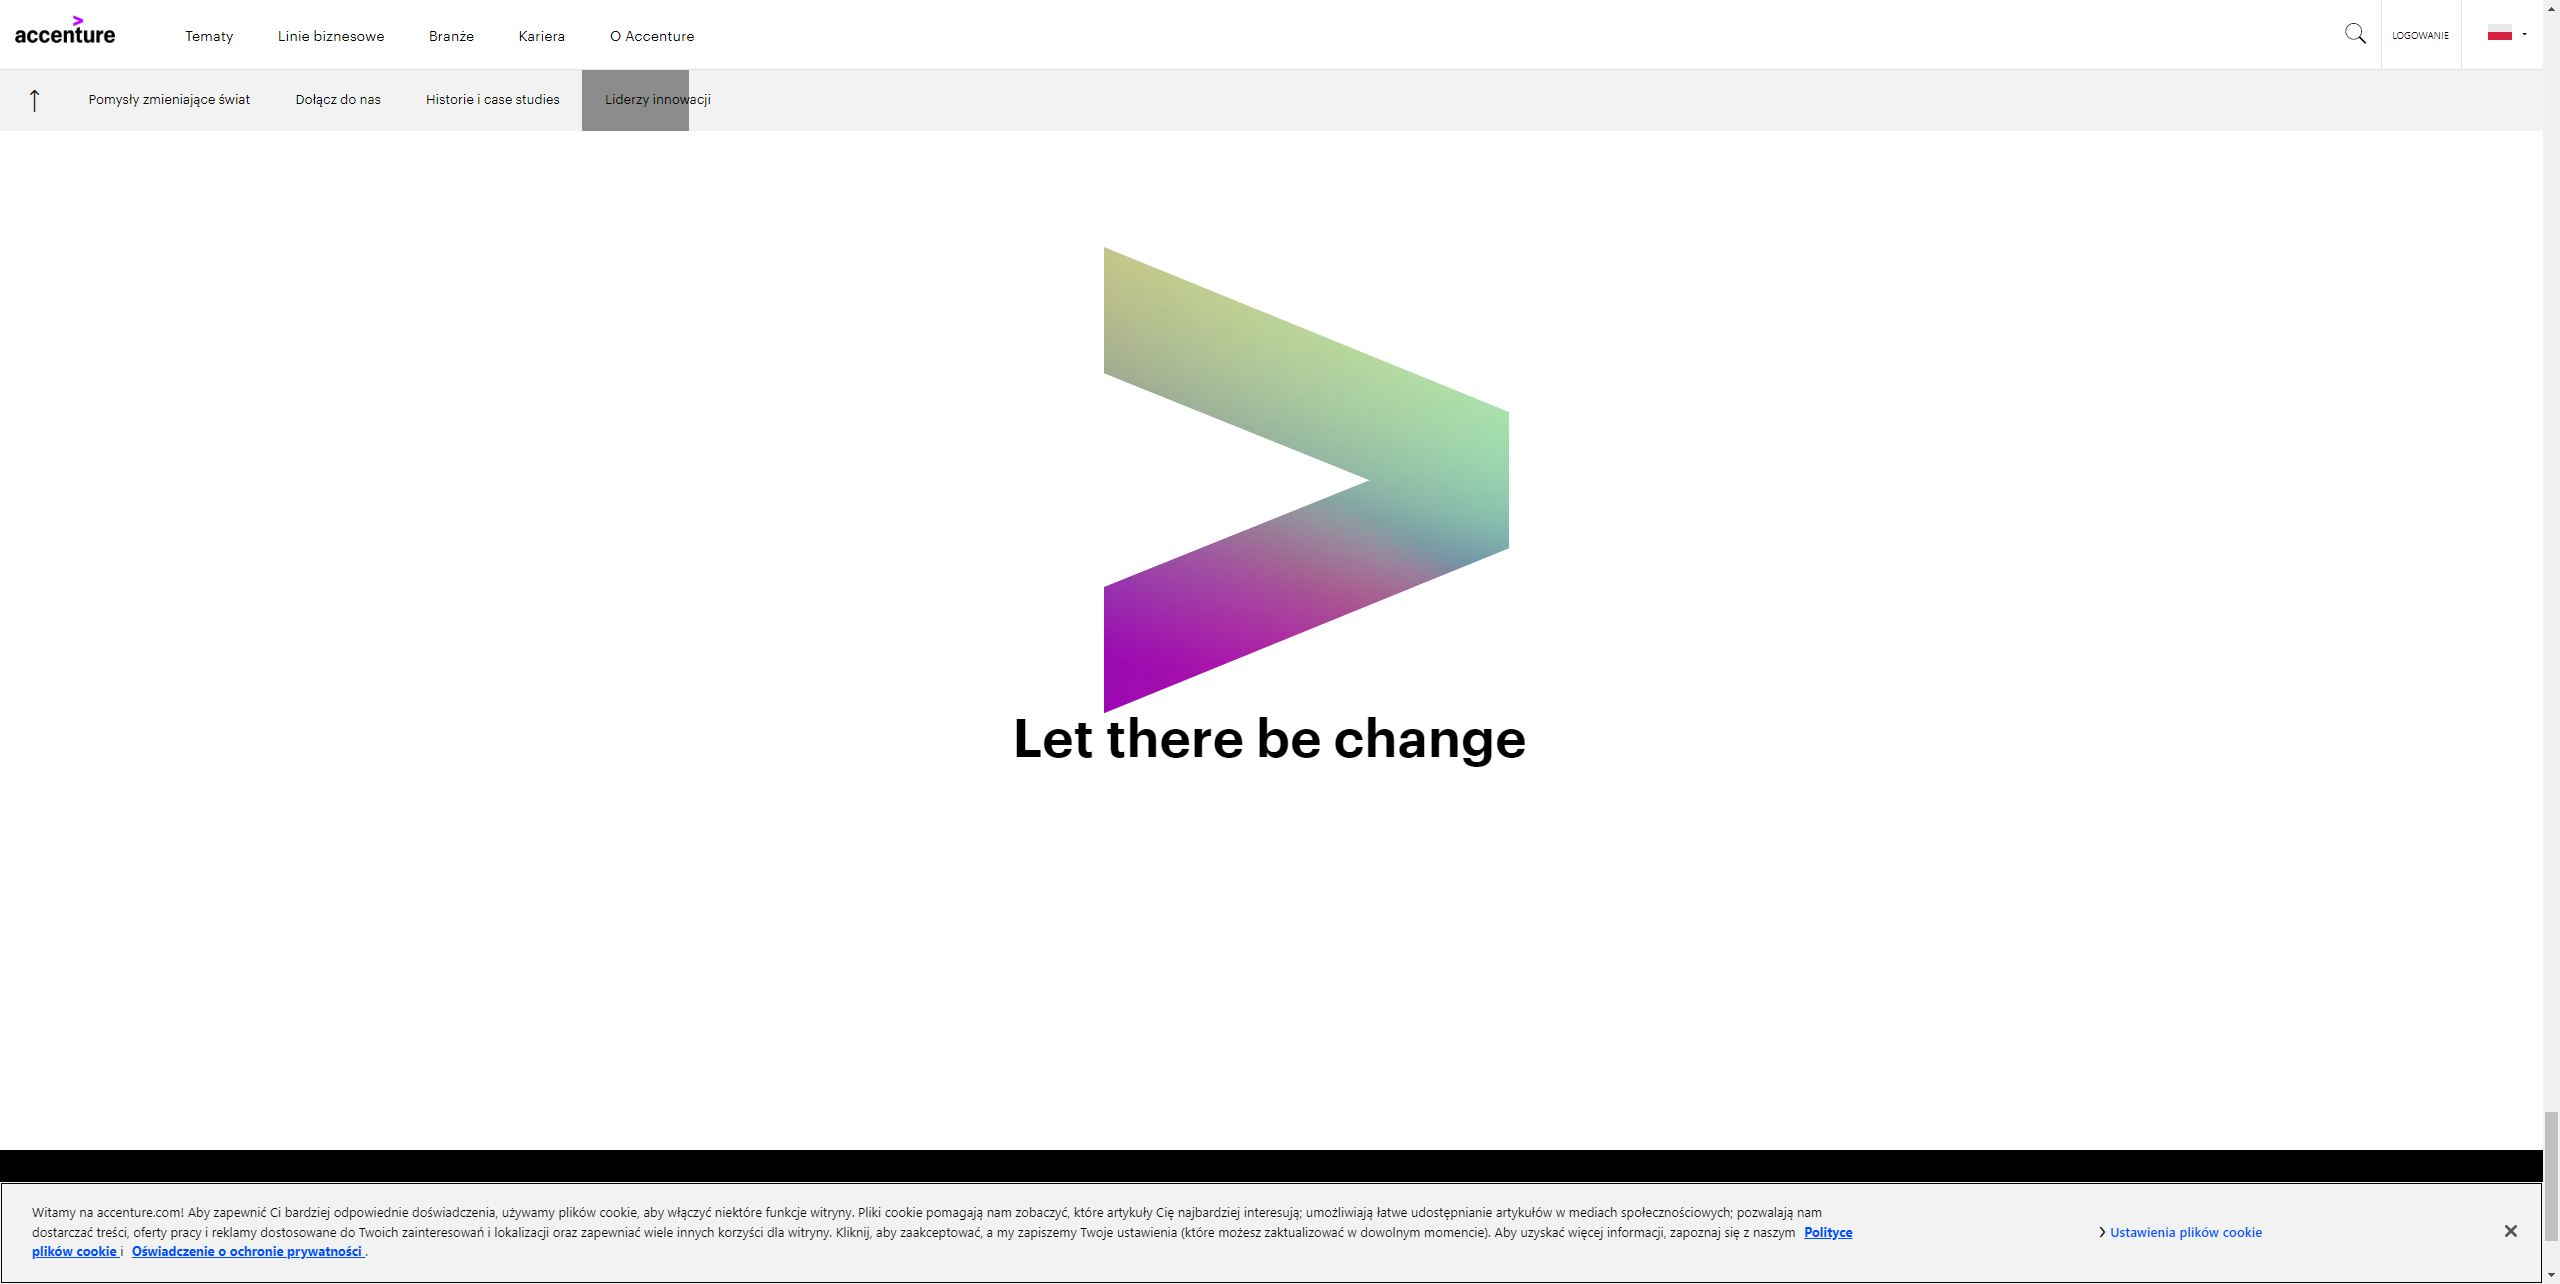 accenture
Tematy
Linie biznesowe
Branże
Kariera
O Accenture
LOGOWANIE
Pomysły zmieniające świat
Dołącz do nas
Historie i case studies
Liderzy innowacji
Let there be change
Witamy na accenture.com! Aby zapewnić Ci bardziej odpowiednie doświadczenia, używamy plików cookie, aby włączyć niektóre funkcje witryny. Pliki cookie pomagają nam zobaczyć, które artykuły Cię najbardziej interesują; umożliwiają łatwe udostępnianie artykułów w mediach społecznościowych; pozwalają nam
dostarczać treści, oferty pracy i reklamy dostosowane do Twoich zainteresowań i lokalizacji oraz zapewniać wiele innych korzyści dla witryny. Kliknij, aby zaakceptować, a my zapiszemy Twoje ustawienia (które możesz zaktualizować w dowolnym momencie). Aby uzyskać więcej informacji, zapoznaj się z naszym Polityce
plików cookie i Oświadczenie o ochronie prywatności .
Ustawienia plików cookie